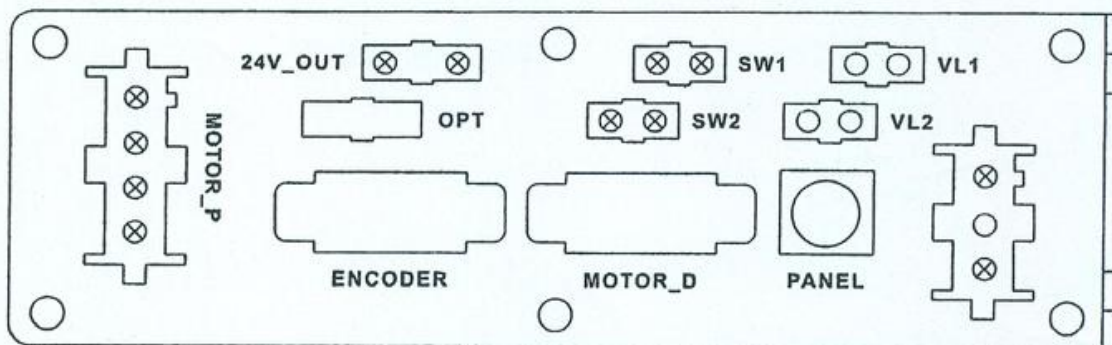 24V_OUT
SW1
VL1
OPT
SW2
VL2
MOTOR_P
ENCODER
MOTOR_D
PANEL